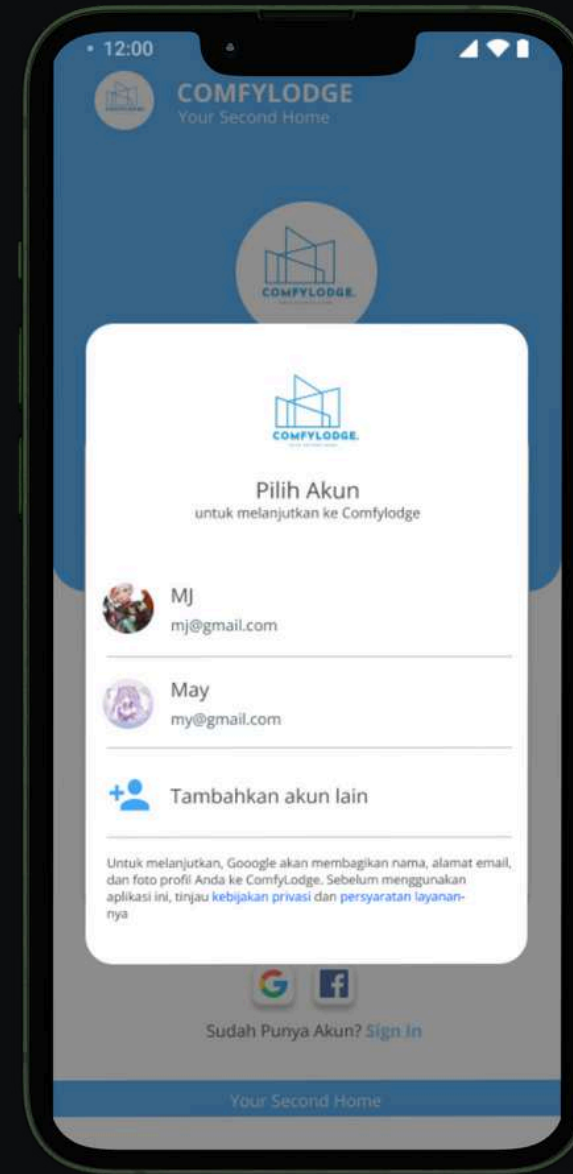 12:00
COMFYLODGE
Your Second Home
COMFYLODGE.
COMFYLODGE.
Pilih Akun
untuk melanjutkan ke Comfylodge
MJ
mj@gmail.com
May
my@gmail.com
Tambahkan akun lain
Untuk melanjutkan, Gooogle akan membagikan nama, alamat email,
dan foto profil Anda ke ComfyLodge. Sebelum menggunakan
aplikasi ini, tinjau kebijakan privasi dan persyaratan layanan-
nya
Sudah Punya Akun? Sign In
Your Second Home